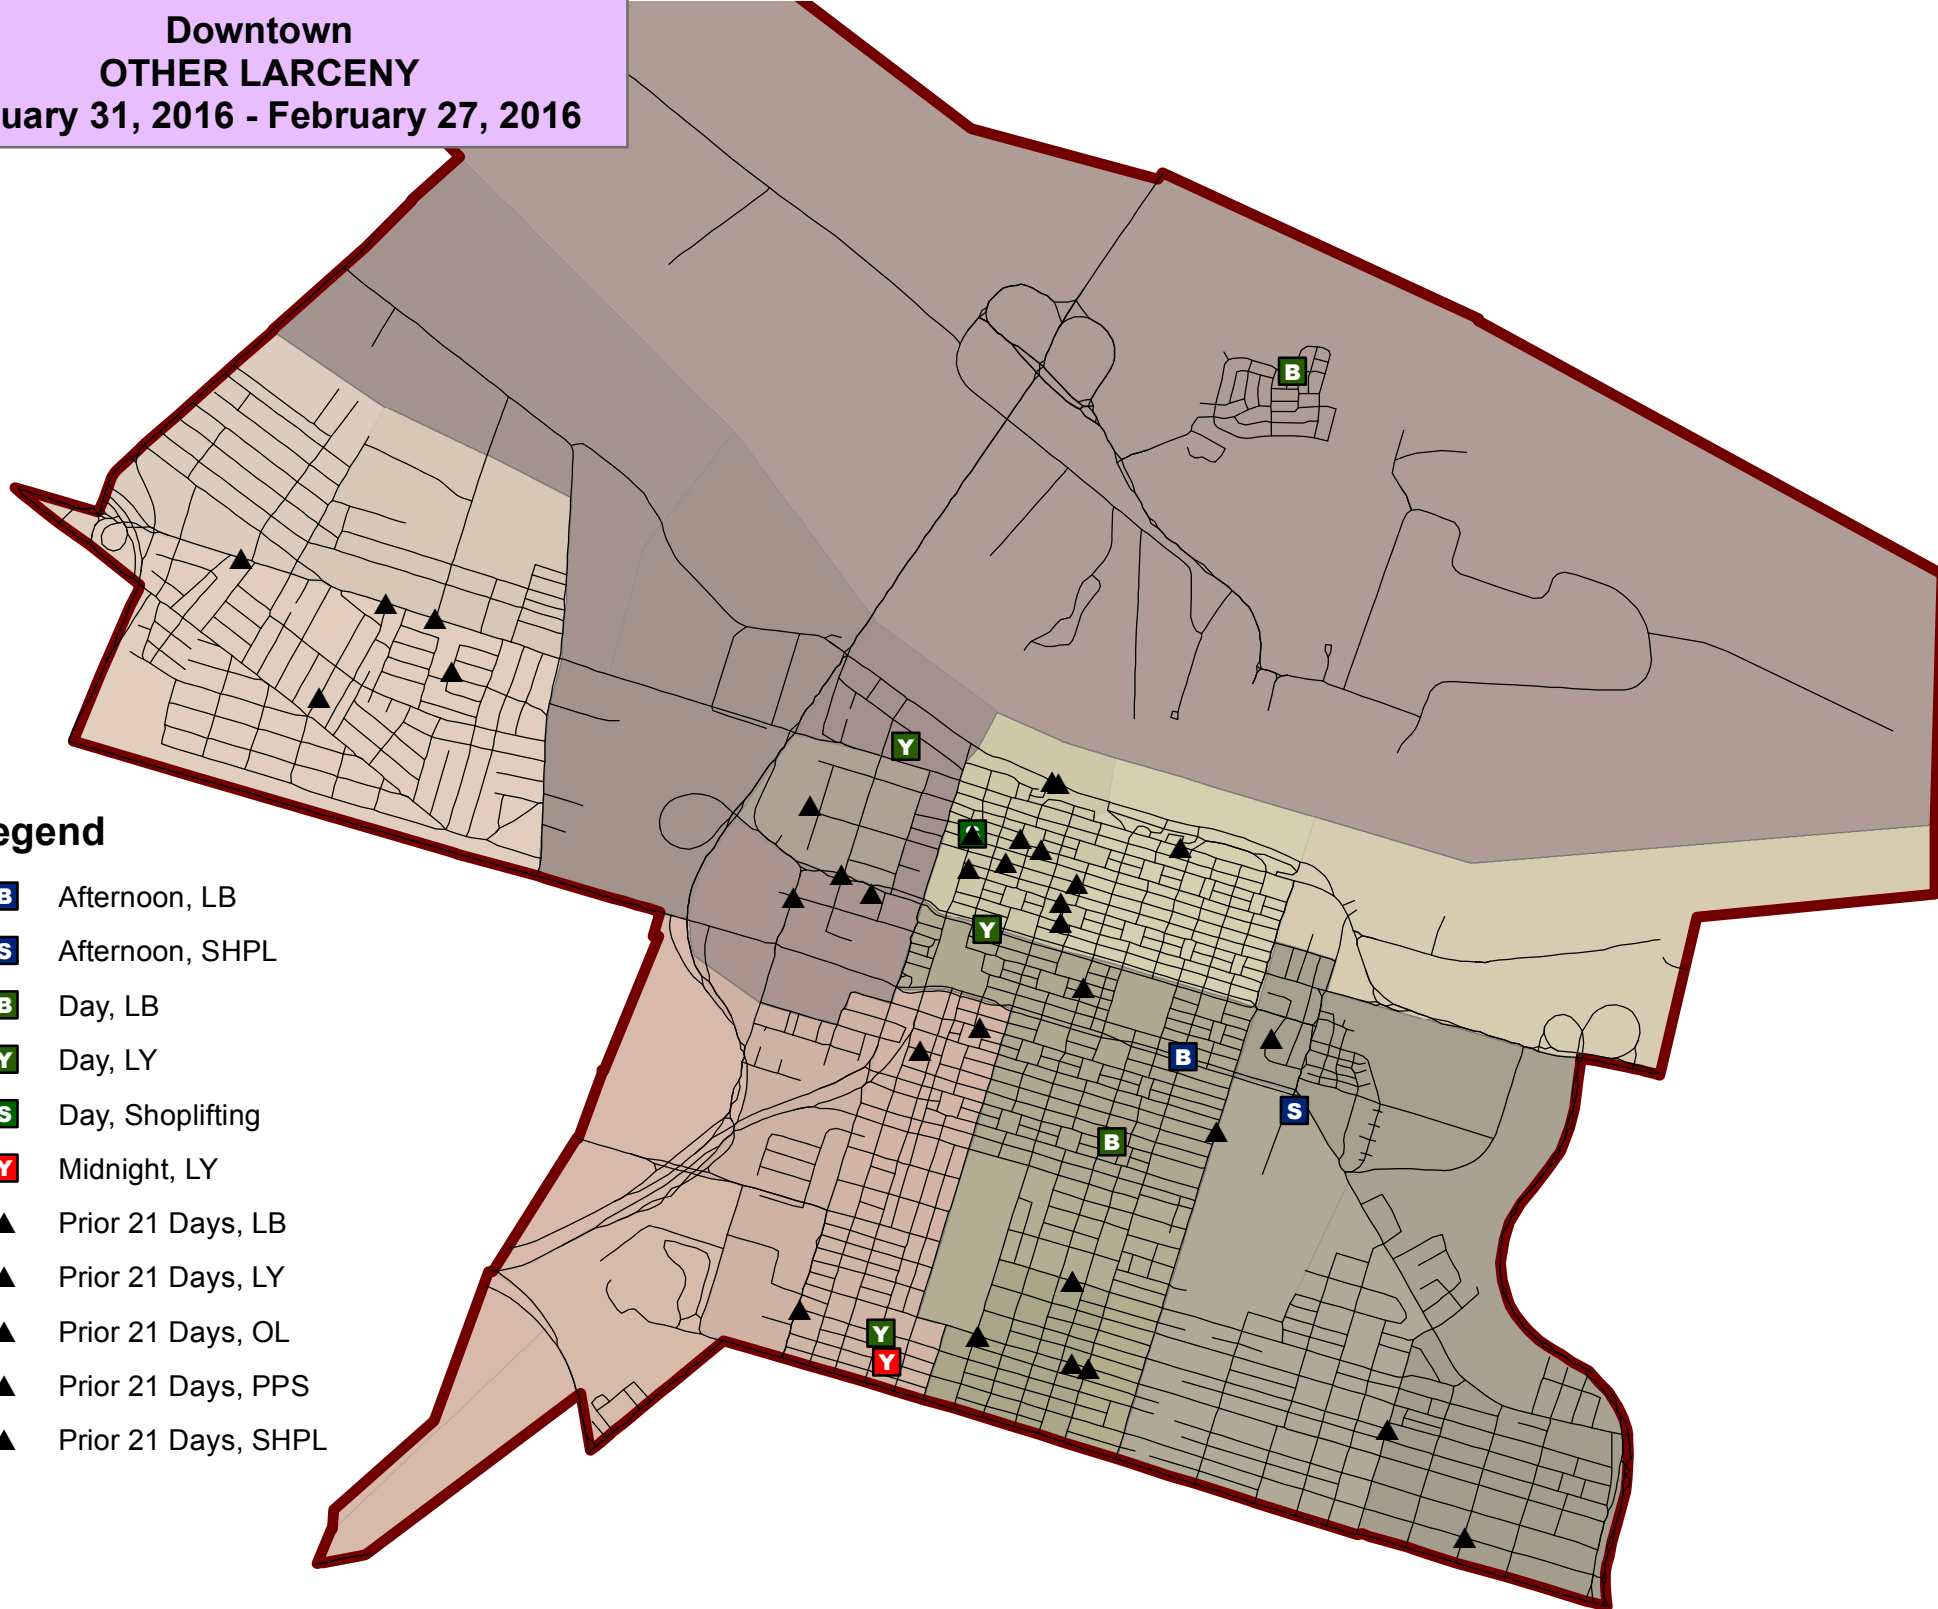 Downtown
OTHER LARCENY
uary 31, 2016 - February 27, 2016
B
Y
Y
B
S
B
Y
Y
egend
B Afternoon, LB
S Afternoon, SHPL
B Day, LB
Y Day, LY
S Day, Shoplifting
Y Midnight, LY
Prior 21 Days, LB
Prior 21 Days, LY
Prior 21 Days, OL
Prior 21 Days, PPS
Prior 21 Days, SHPL